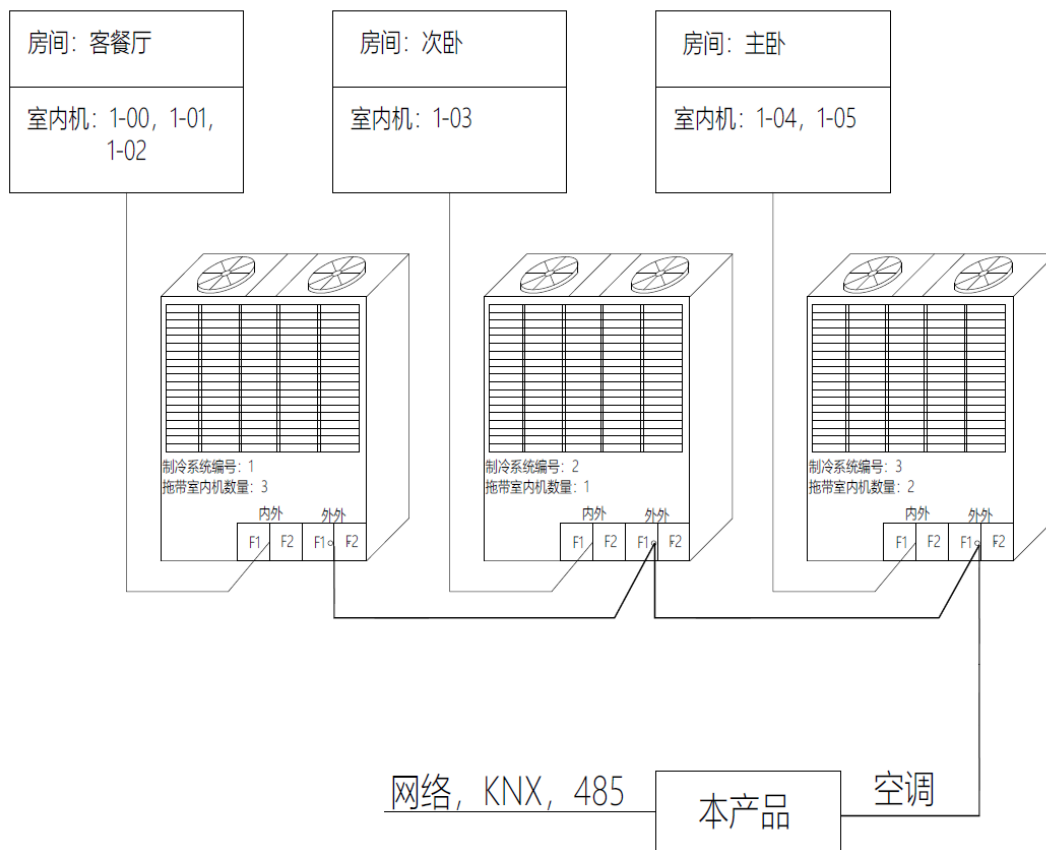 房间：客餐厅
室内机：1-00，1-01，
1-02
房间：次卧
室内机：1-03
房间：主卧
室内机：1-04，1-05
制冷系统编号：1
拖带室内机数量：3
内外 外外
F1 F2 F1 F2
制冷系统编号：2
拖带室内机数量：1
内外 外外
F1 F2 F1 F2
制冷系统编号：3
拖带室内机数量：2
内外 外外
F1 F2 F1 F2
网络，KNX，485
本产品
空调